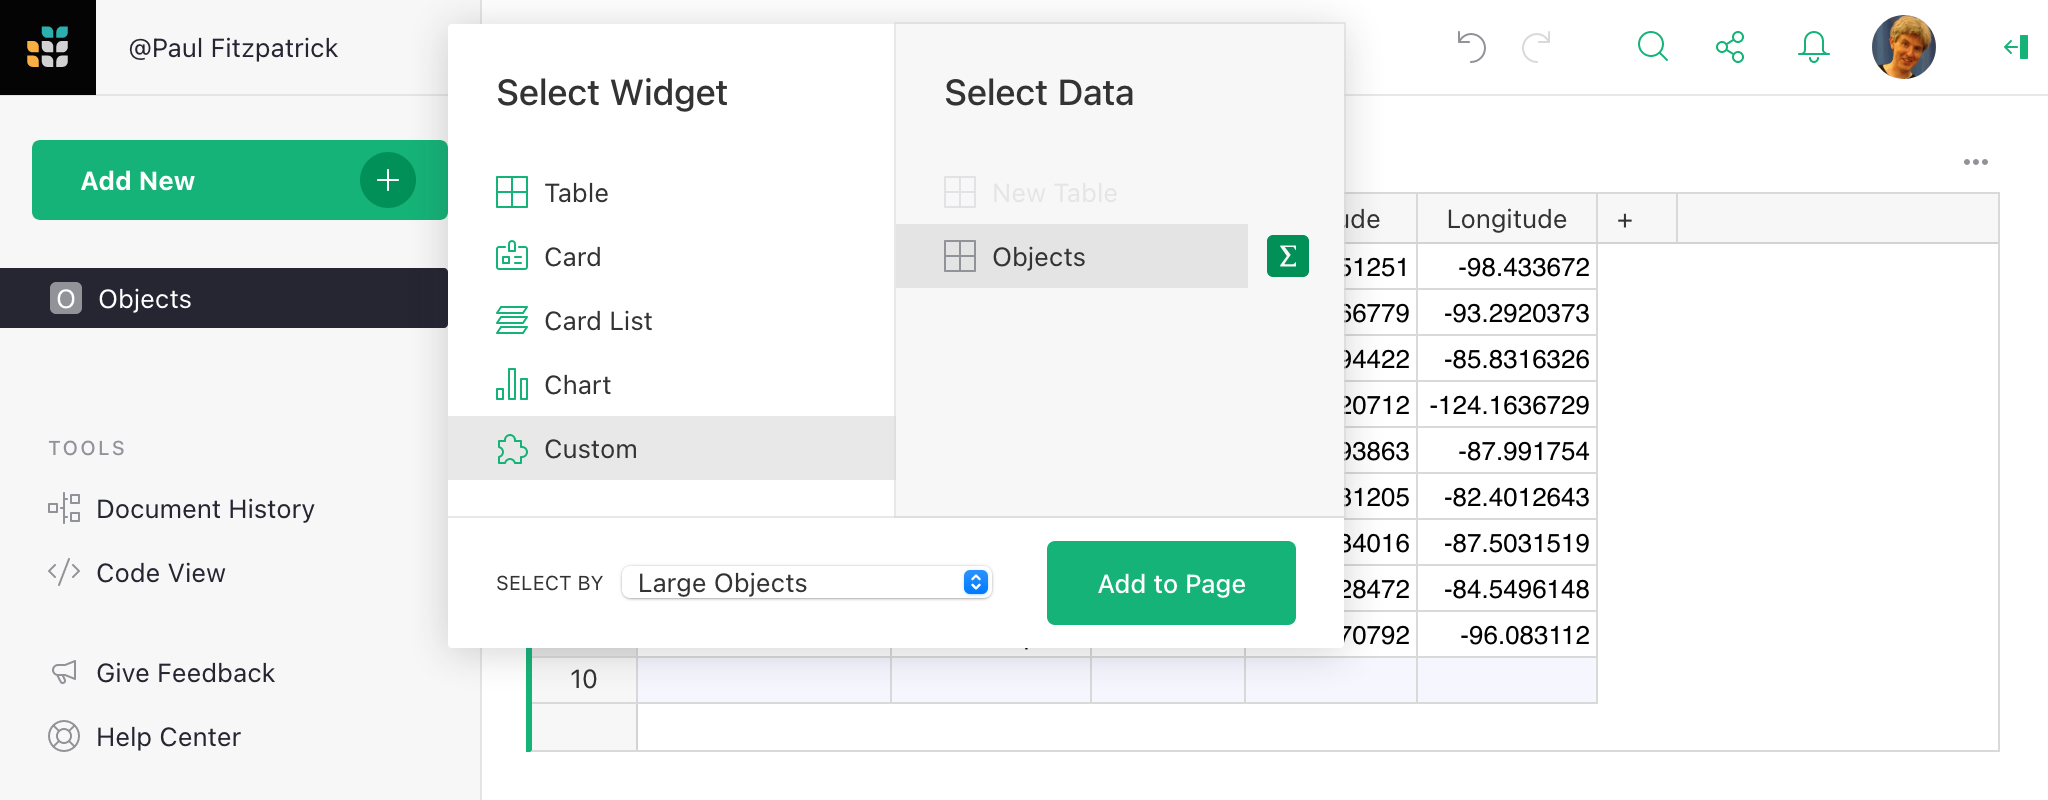 @Paul Fitzpatrick
Add New
O Objects
TOOLS
Document History
Code View
Give Feedback
Help Center
Select Widget
Table
Card
Card List
Chart
Custom
Select Data
New Table
Objects
Σ
SELECT BY Large Objects
Add to Page
ude Longitude +
51251 -98.433672
66779 -93.2920373
94422 -85.8316326
20712 -124.1636729
93863 -87.991754
31205 -82.4012643
34016 -87.5031519
28472 -84.5496148
70792 -96.083112
10